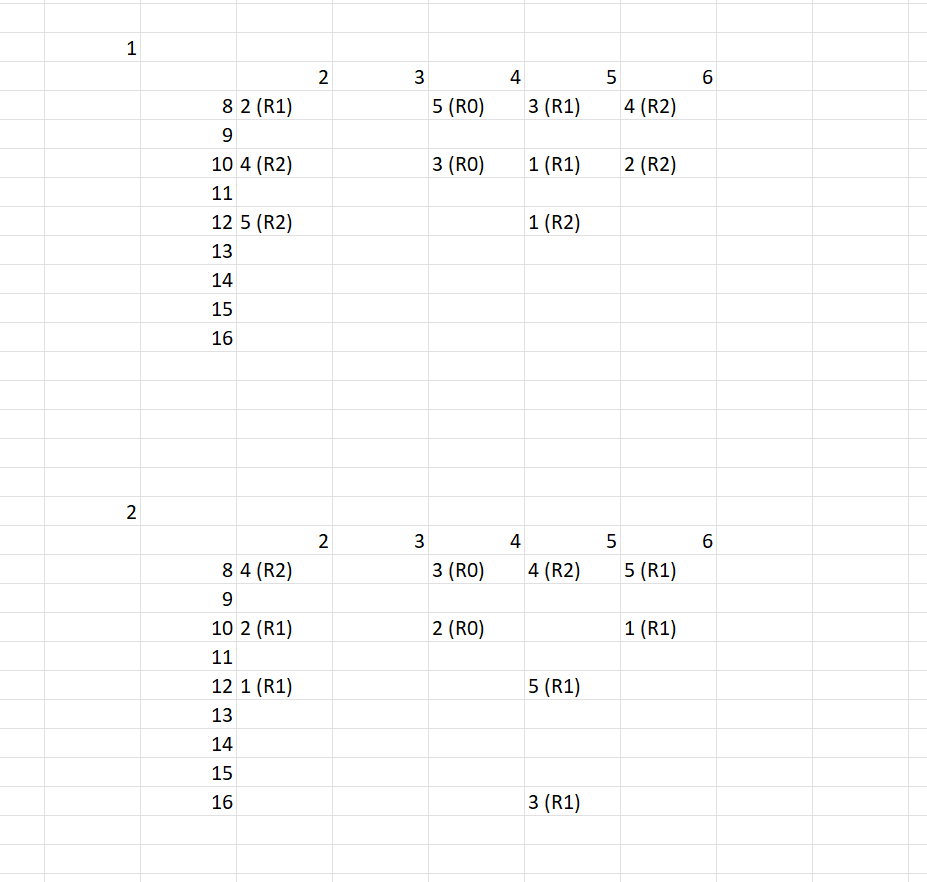 1
2 3 4 5 6
8 2 (R1) 5 (R0) 3 (R1) 4 (R2)
9
10 4 (R2) 3 (R0) 1 (R1) 2 (R2)
11
12 5 (R2) 1 (R2)
13
14
15
16
2
2 3 4 5 6
8 4 (R2) 3 (R0) 4 (R2) 5 (R1)
9
10 2 (R1) 2 (R0) 1 (R1)
11
12 1 (R1) 5 (R1)
13
14
15
16 3 (R1)